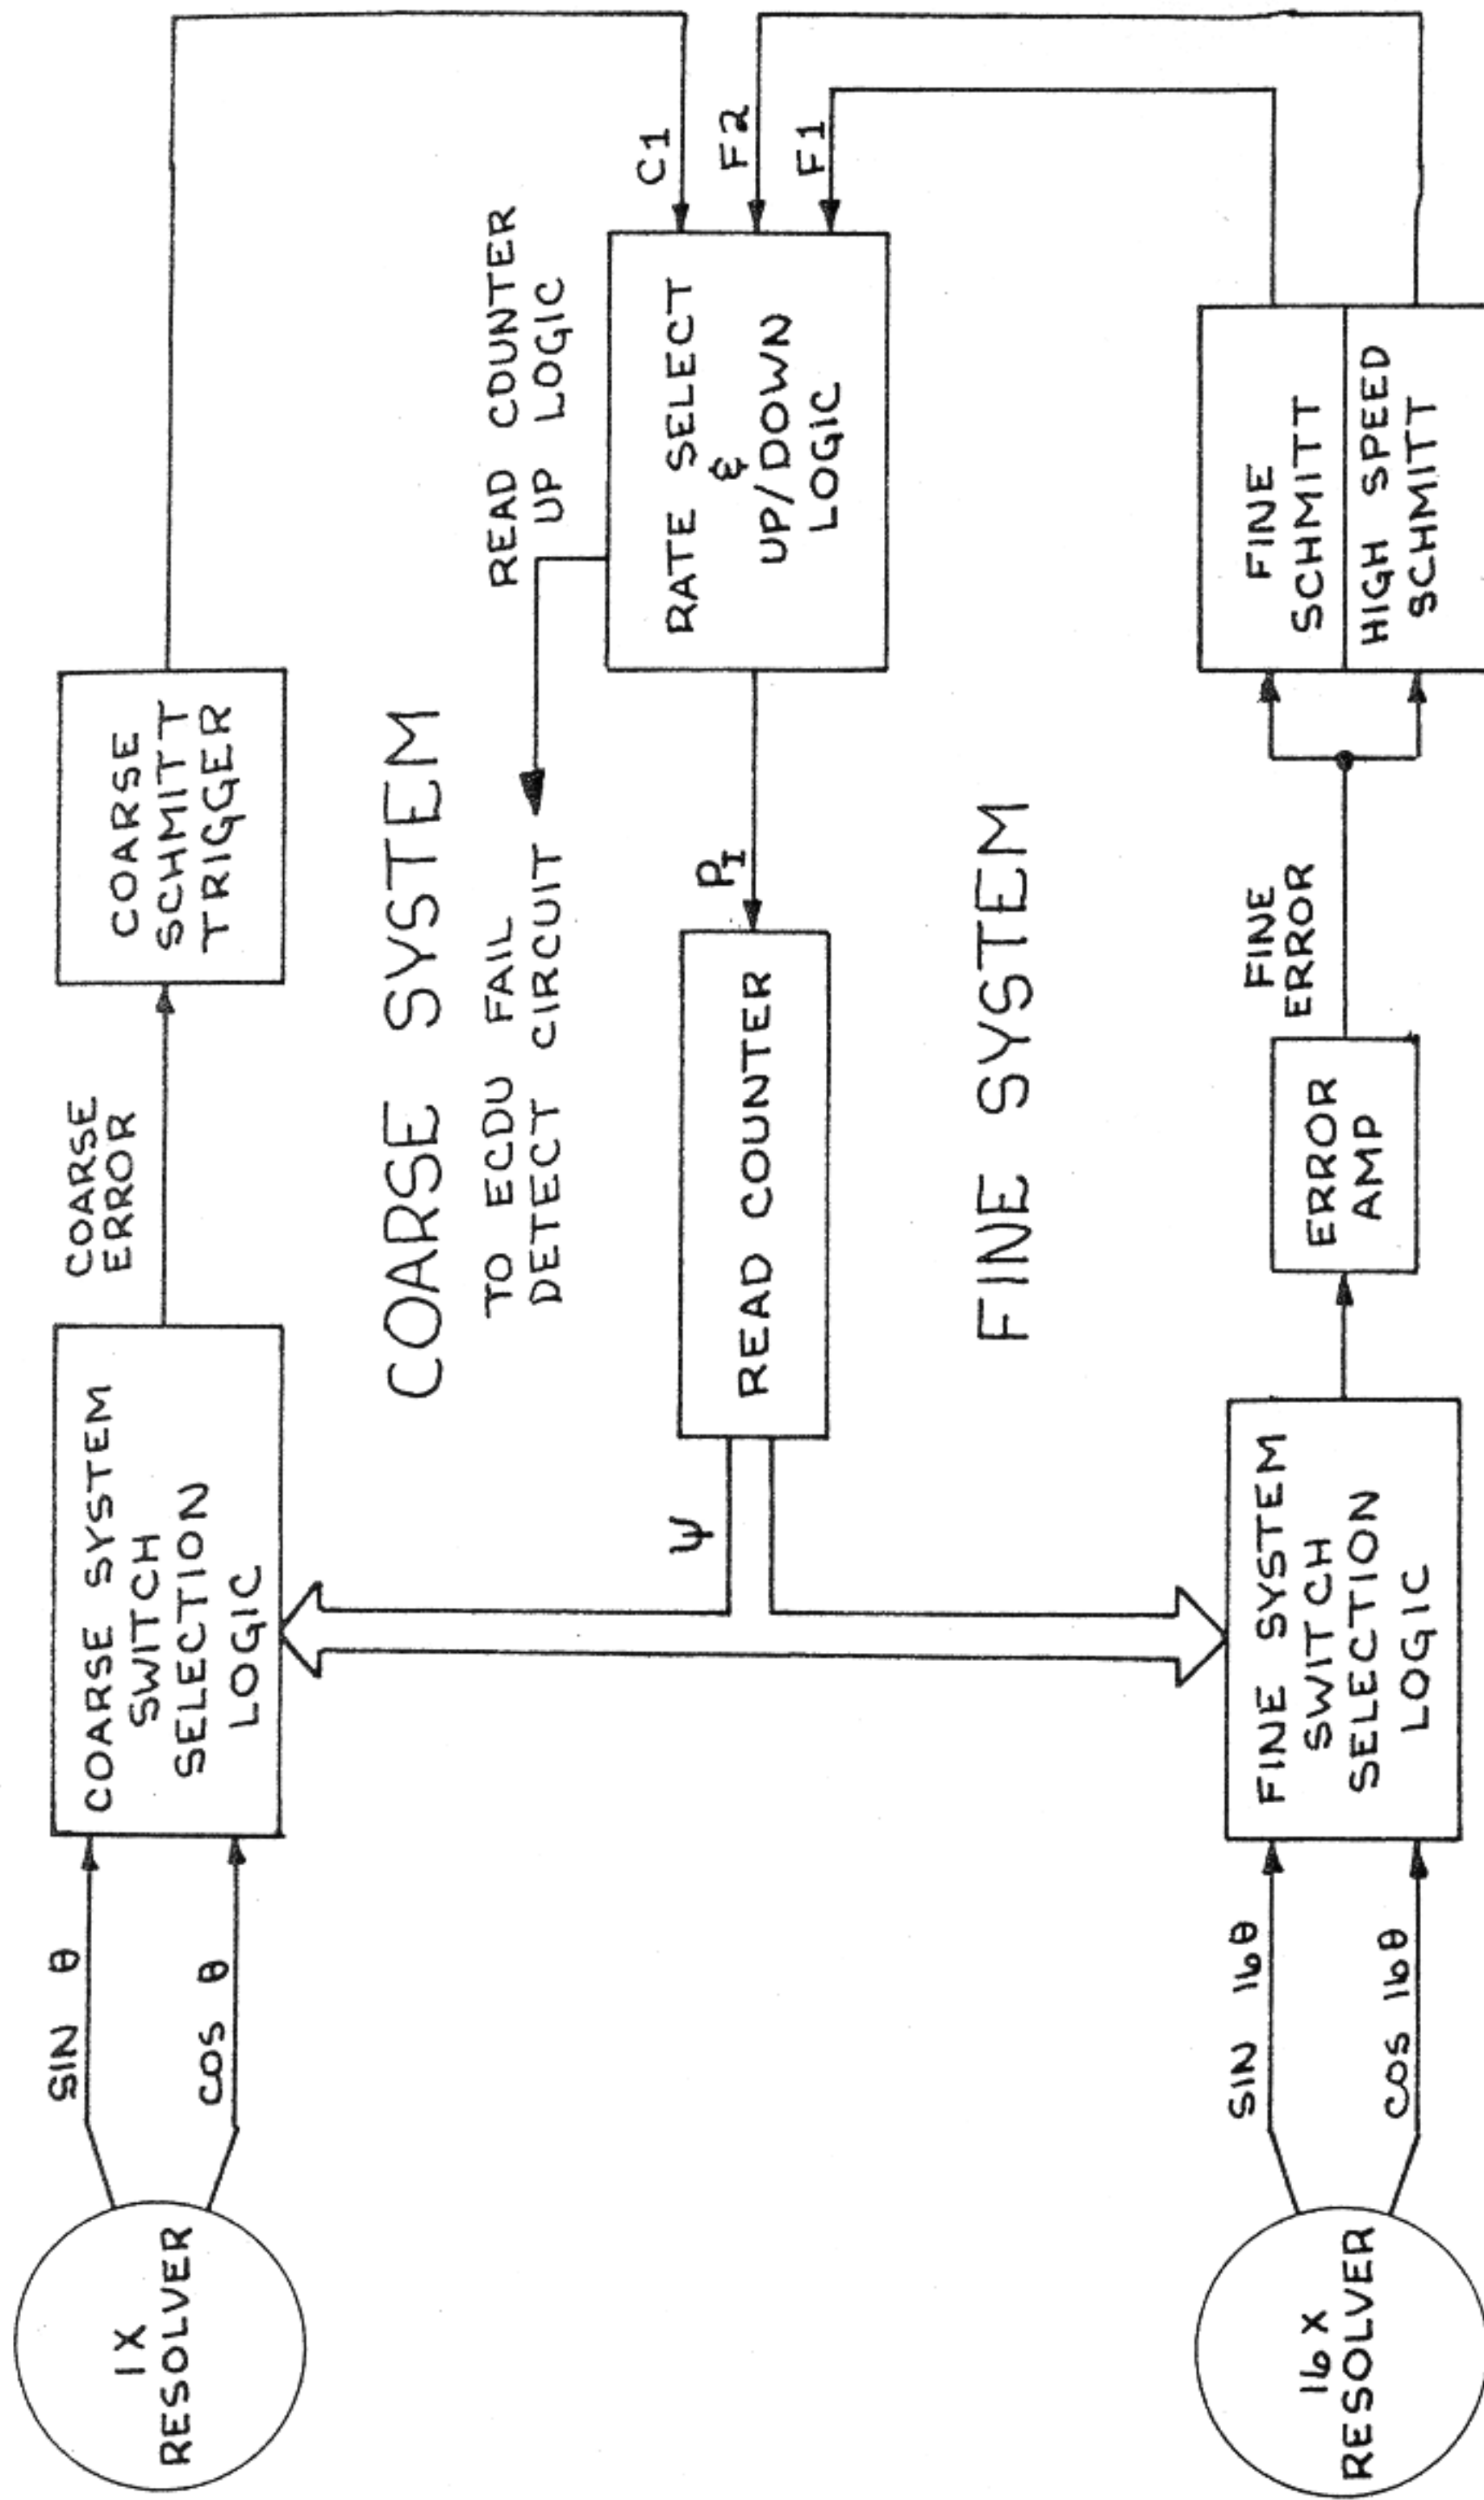 1X
RESOLVER
SIN θ
COS θ
COARSE SYSTEM
SWITCH
SELECTION
LOGIC
COARSE
ERROR
COARSE
SCHMITT
TRIGGER
COARSE SYSTEM
TO ECDU FAIL
DETECT CIRCUIT
READ COUNTER
UP LOGIC
ψ
READ COUNTER
PI
RATE SELECT
&
UP/DOWN
LOGIC
C1
F2
F1
FINE SYSTEM
16X
RESOLVER
SIN 16θ
COS 16θ
FINE SYSTEM
SWITCH
SELECTION
LOGIC
ERROR
AMP
FINE
ERROR
FINE
SCHMITT
HIGH SPEED
SCHMITT